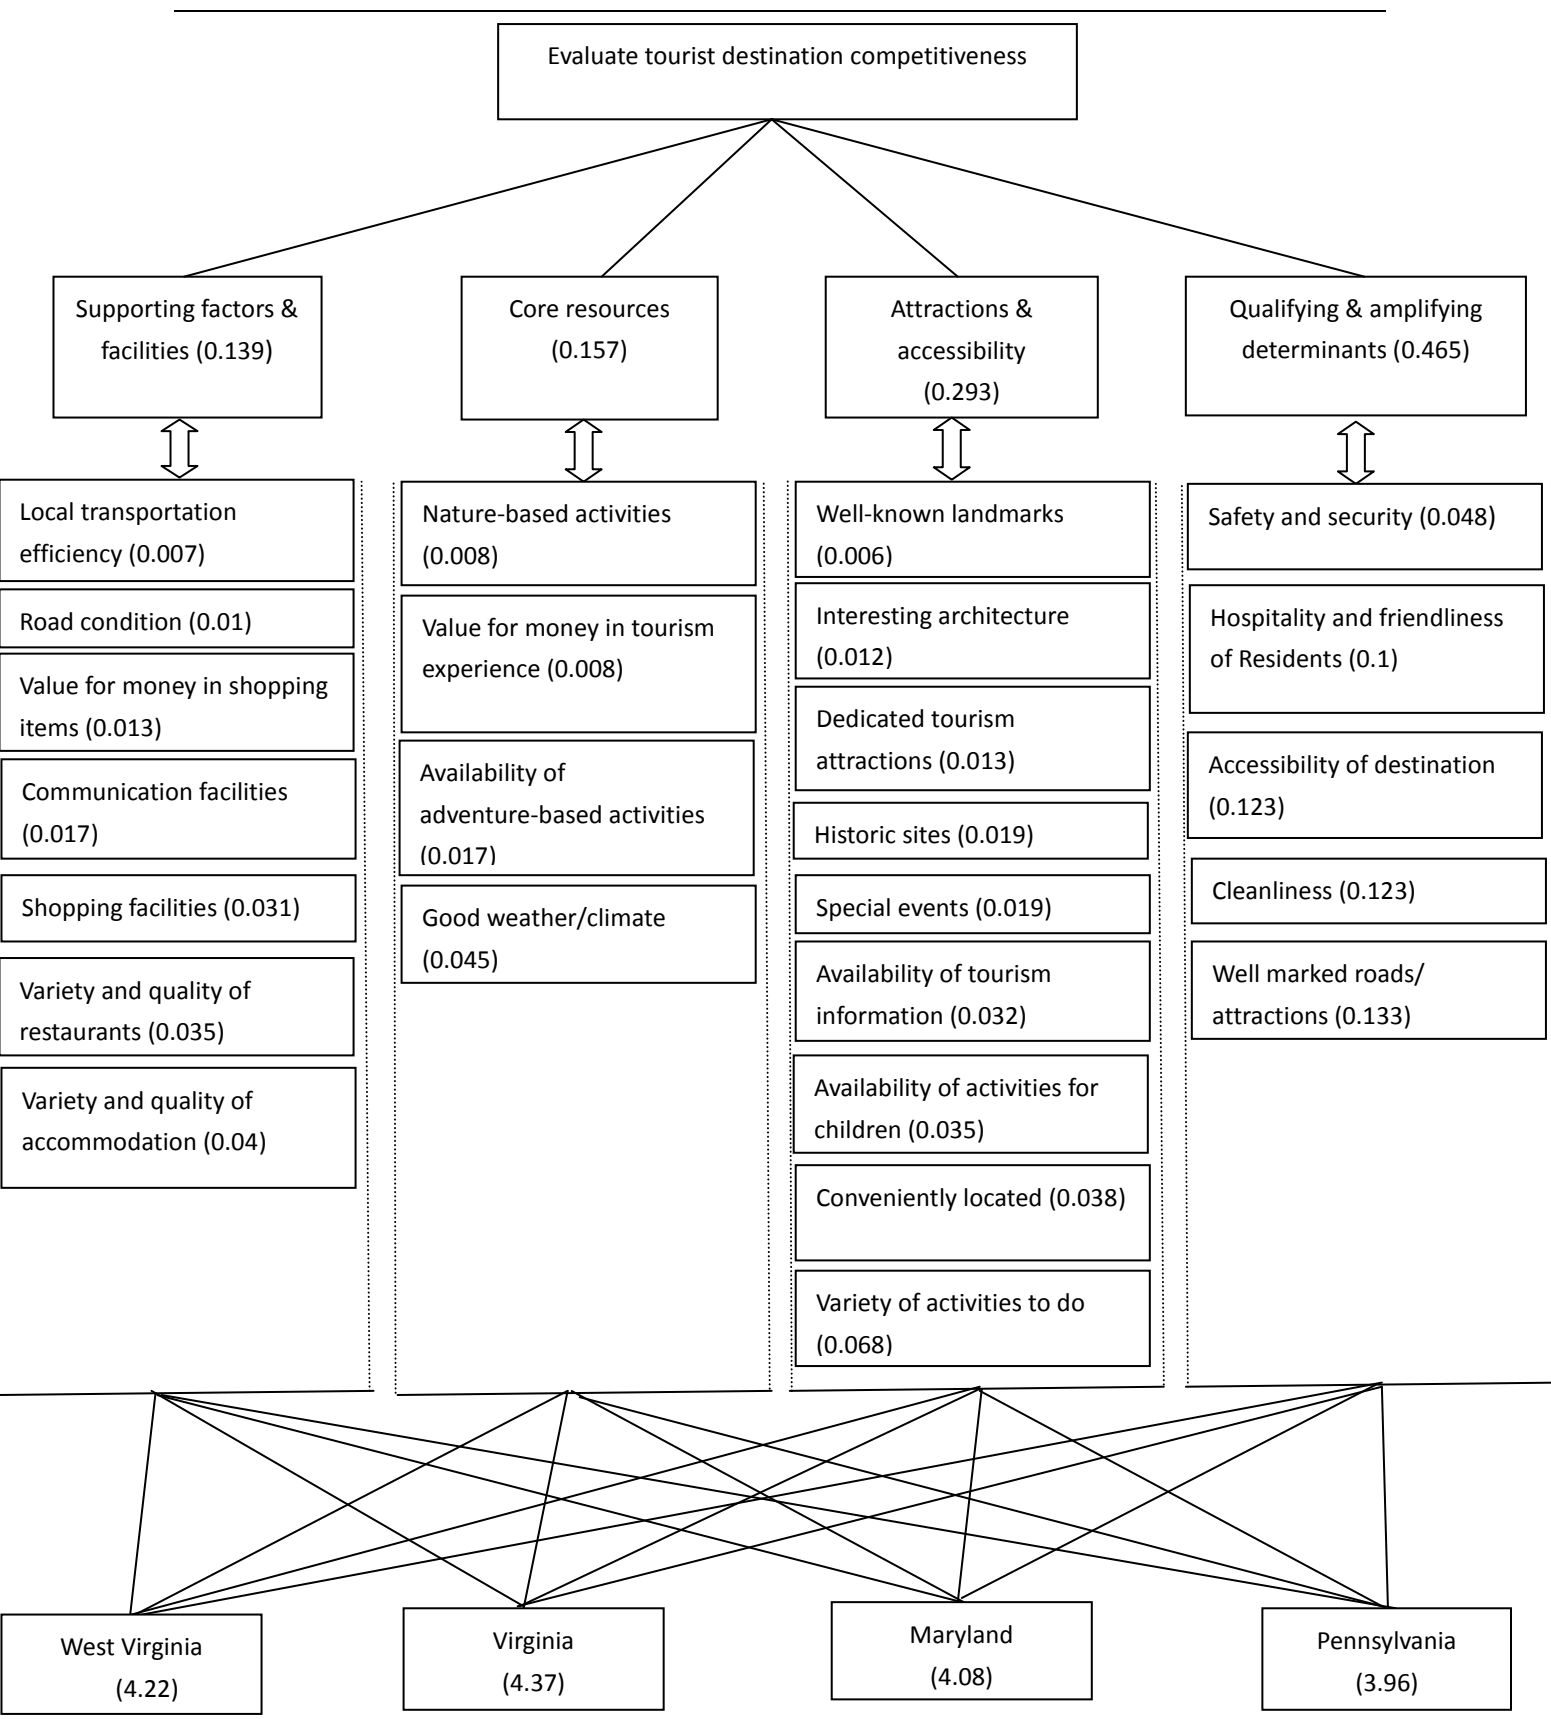 Evaluate tourist destination competitiveness
Supporting factors &
facilities (0.139)
Core resources
(0.157)
Attractions &
accessibility
(0.293)
Qualifying & amplifying
determinants (0.465)
Local transportation
efficiency (0.007)
Road condition (0.01)
Value for money in shopping
items (0.013)
Communication facilities
(0.017)
Shopping facilities (0.031)
Variety and quality of
restaurants (0.035)
Variety and quality of
accommodation (0.04)
Nature-based activities
(0.008)
Value for money in tourism
experience (0.008)
Availability of
adventure-based activities
(0.017)
Good weather/climate
(0.045)
Well-known landmarks
(0.006)
Interesting architecture
(0.012)
Dedicated tourism
attractions (0.013)
Historic sites (0.019)
Special events (0.019)
Availability of tourism
information (0.032)
Availability of activities for
children (0.035)
Conveniently located (0.038)
Variety of activities to do
(0.068)
Safety and security (0.048)
Hospitality and friendliness
of Residents (0.1)
Accessibility of destination
(0.123)
Cleanliness (0.123)
Well marked roads/
attractions (0.133)
West Virginia
(4.22)
Virginia
(4.37)
Maryland
(4.08)
Pennsylvania
(3.96)